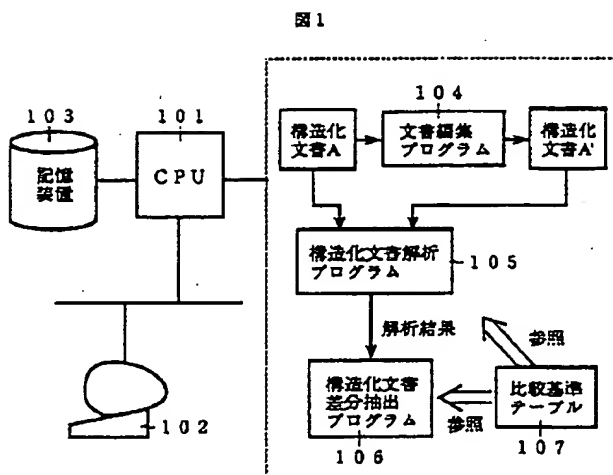 図1
103
101
記憶
装置
CPU
102
104
構造化
文書A
文書編集
プログラム
構造化
文書A'
構造化文書解析
プログラム
105
解析結果
参照
構造化文書
差分抽出
プログラム
106
参照
比較基準
テーブル
107